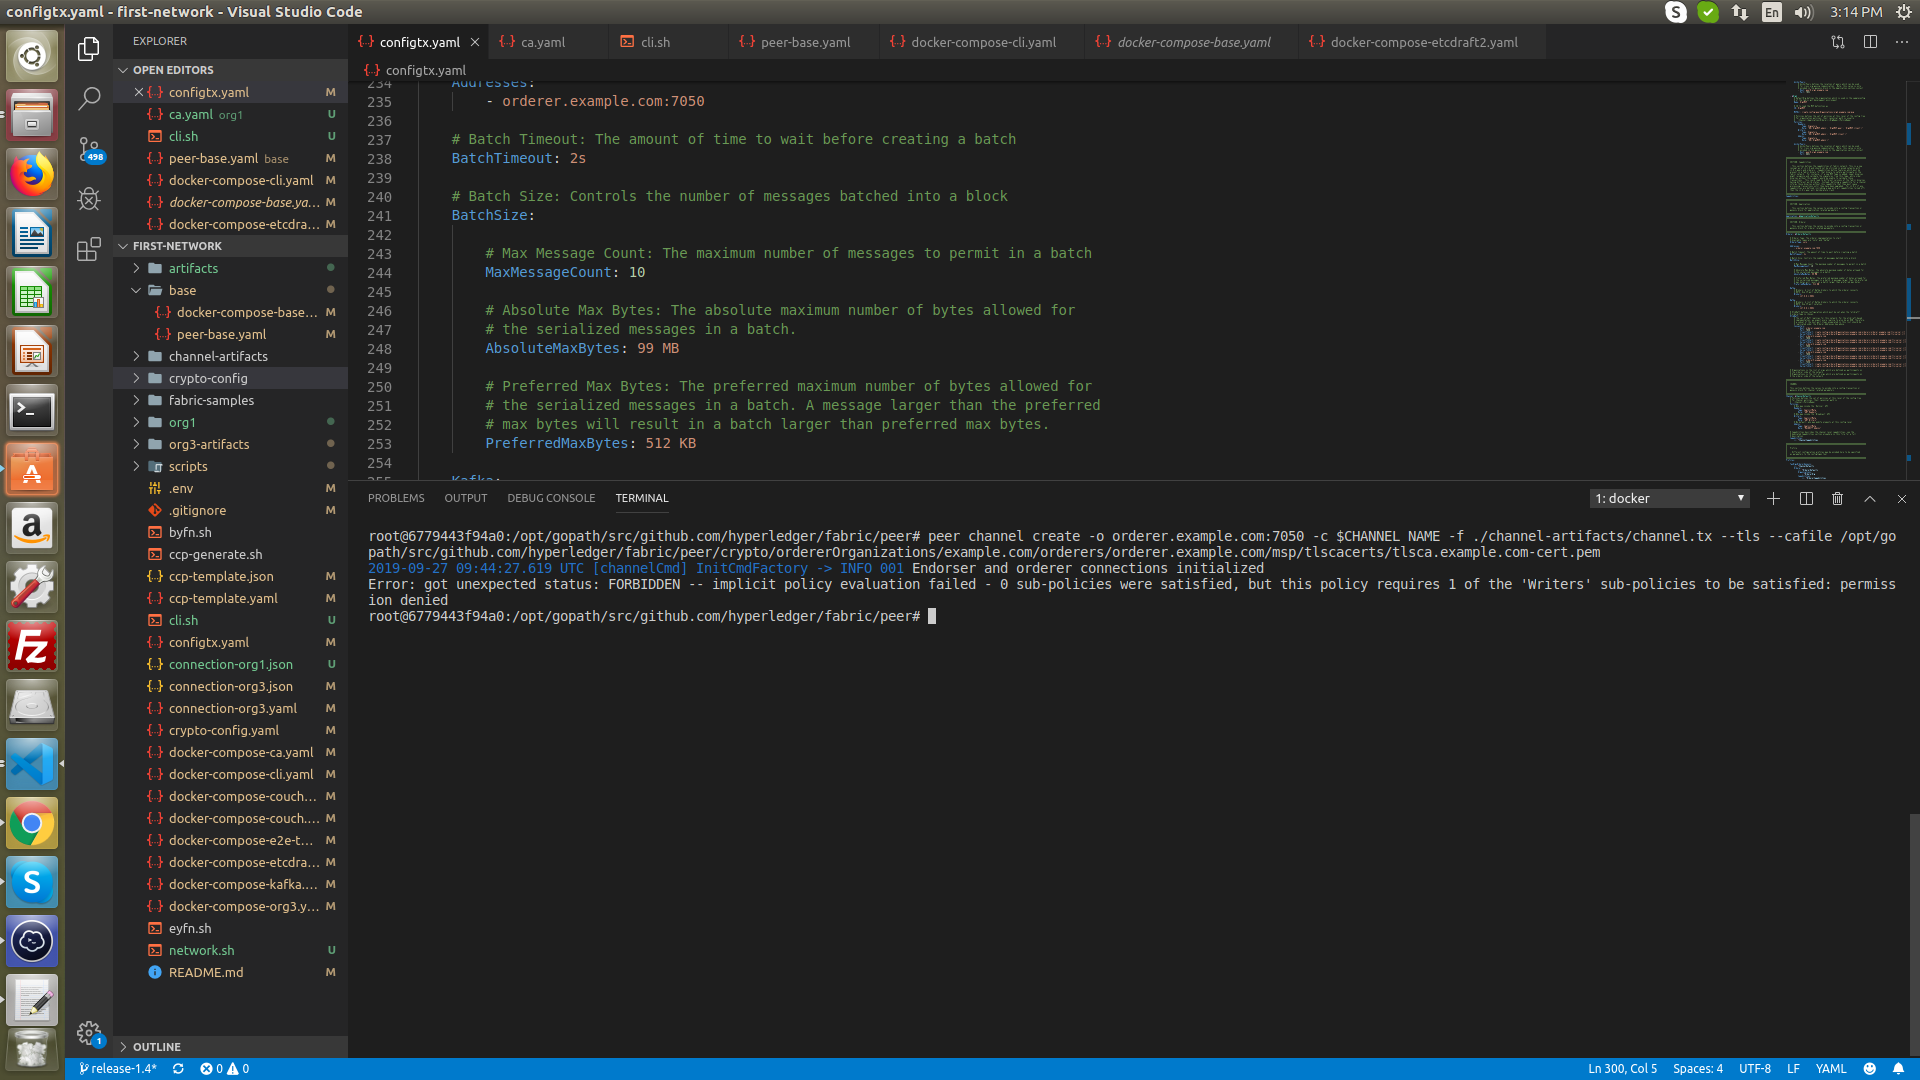 configtx.yaml - first-network - Visual Studio Code
En
3:14 PM
EXPLORER
OPEN EDITORS
configtx.yaml M
ca.yaml org1 U
cli.sh U
peer-base.yaml base M
docker-compose-cli.yaml M
docker-compose-base.ya... M
docker-compose-etcdra... M
FIRST-NETWORK
artifacts
base
docker-compose-base... M
peer-base.yaml M
channel-artifacts
crypto-config
fabric-samples
org1
org3-artifacts
scripts
.env M
.gitignore M
byfn.sh
ccp-generate.sh
ccp-template.json M
ccp-template.yaml M
cli.sh U
configtx.yaml M
connection-org1.json U
connection-org3.json M
connection-org3.yaml M
crypto-config.yaml M
docker-compose-ca.yaml M
docker-compose-cli.yaml M
docker-compose-couch... M
docker-compose-couch.... M
docker-compose-e2e-t... M
docker-compose-etcdra... M
docker-compose-kafka.... M
docker-compose-org3.y... M
eyfn.sh
network.sh U
README.md M
OUTLINE
498
1
configtx.yaml ca.yaml cli.sh peer-base.yaml docker-compose-cli.yaml docker-compose-base.yaml docker-compose-etcdraft2.yaml
configtx.yaml
234 Addresses:
235 - orderer.example.com:7050
236
237 # Batch Timeout: The amount of time to wait before creating a batch
238 BatchTimeout: 2s
239
240 # Batch Size: Controls the number of messages batched into a block
241 BatchSize:
242
243 # Max Message Count: The maximum number of messages to permit in a batch
244 MaxMessageCount: 10
245
246 # Absolute Max Bytes: The absolute maximum number of bytes allowed for
247 # the serialized messages in a batch.
248 AbsoluteMaxBytes: 99 MB
249
250 # Preferred Max Bytes: The preferred maximum number of bytes allowed for
251 # the serialized messages in a batch. A message larger than the preferred
252 # max bytes will result in a batch larger than preferred max bytes.
253 PreferredMaxBytes: 512 KB
254
255 Kafka:
PROBLEMS OUTPUT DEBUG CONSOLE TERMINAL
1: docker
root@6779443f94a0:/opt/gopath/src/github.com/hyperledger/fabric/peer# peer channel create -o orderer.example.com:7050 -c $CHANNEL NAME -f ./channel-artifacts/channel.tx --tls --cafile /opt/go
path/src/github.com/hyperledger/fabric/peer/crypto/ordererOrganizations/example.com/orderers/orderer.example.com/msp/tlscacerts/tlsca.example.com-cert.pem
2019-09-27 09:44:27.619 UTC [channelCmd] InitCmdFactory -> INFO 001 Endorser and orderer connections initialized
Error: got unexpected status: FORBIDDEN -- implicit policy evaluation failed - 0 sub-policies were satisfied, but this policy requires 1 of the 'Writers' sub-policies to be satisfied: permiss
ion denied
root@6779443f94a0:/opt/gopath/src/github.com/hyperledger/fabric/peer#
release-1.4* 0 0
Ln 300, Col 5 Spaces: 4 UTF-8 LF YAML